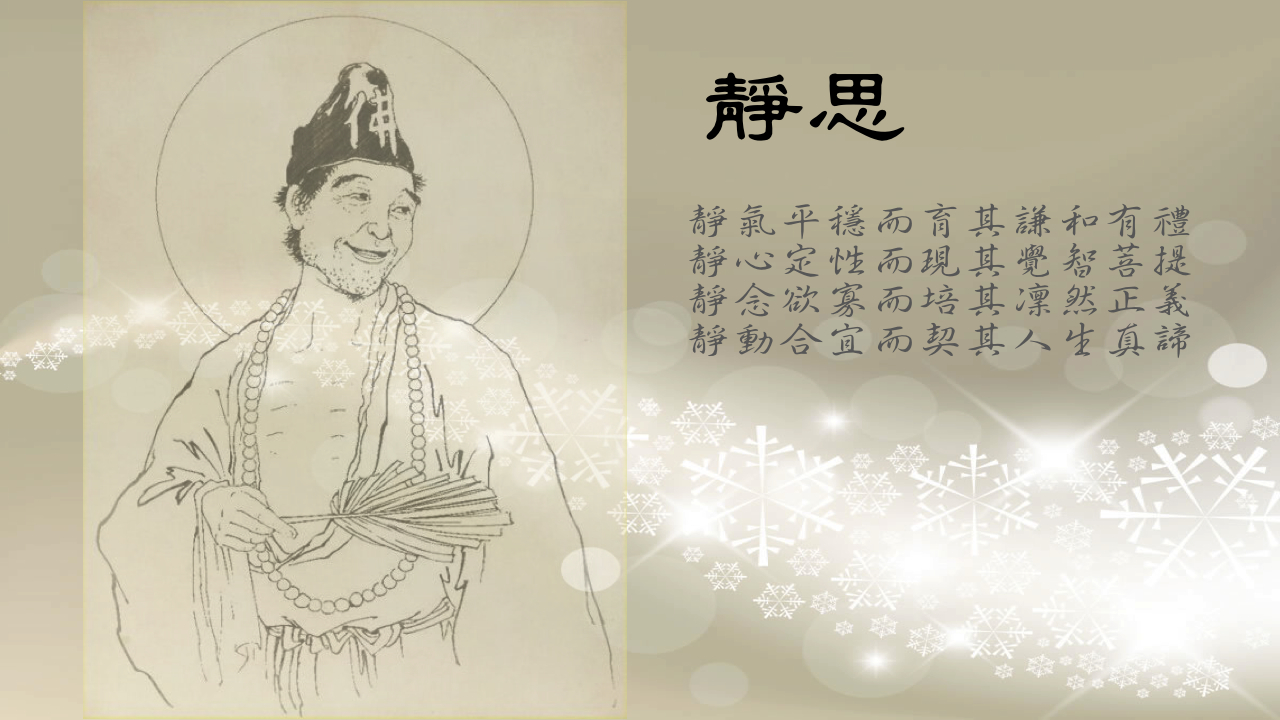 佛
靜思
靜氣平穩而育其謙和有禮
靜心定性而現其覺智菩提
靜念欲寡而培其凜然正義
靜動合宜而契其人生真諦